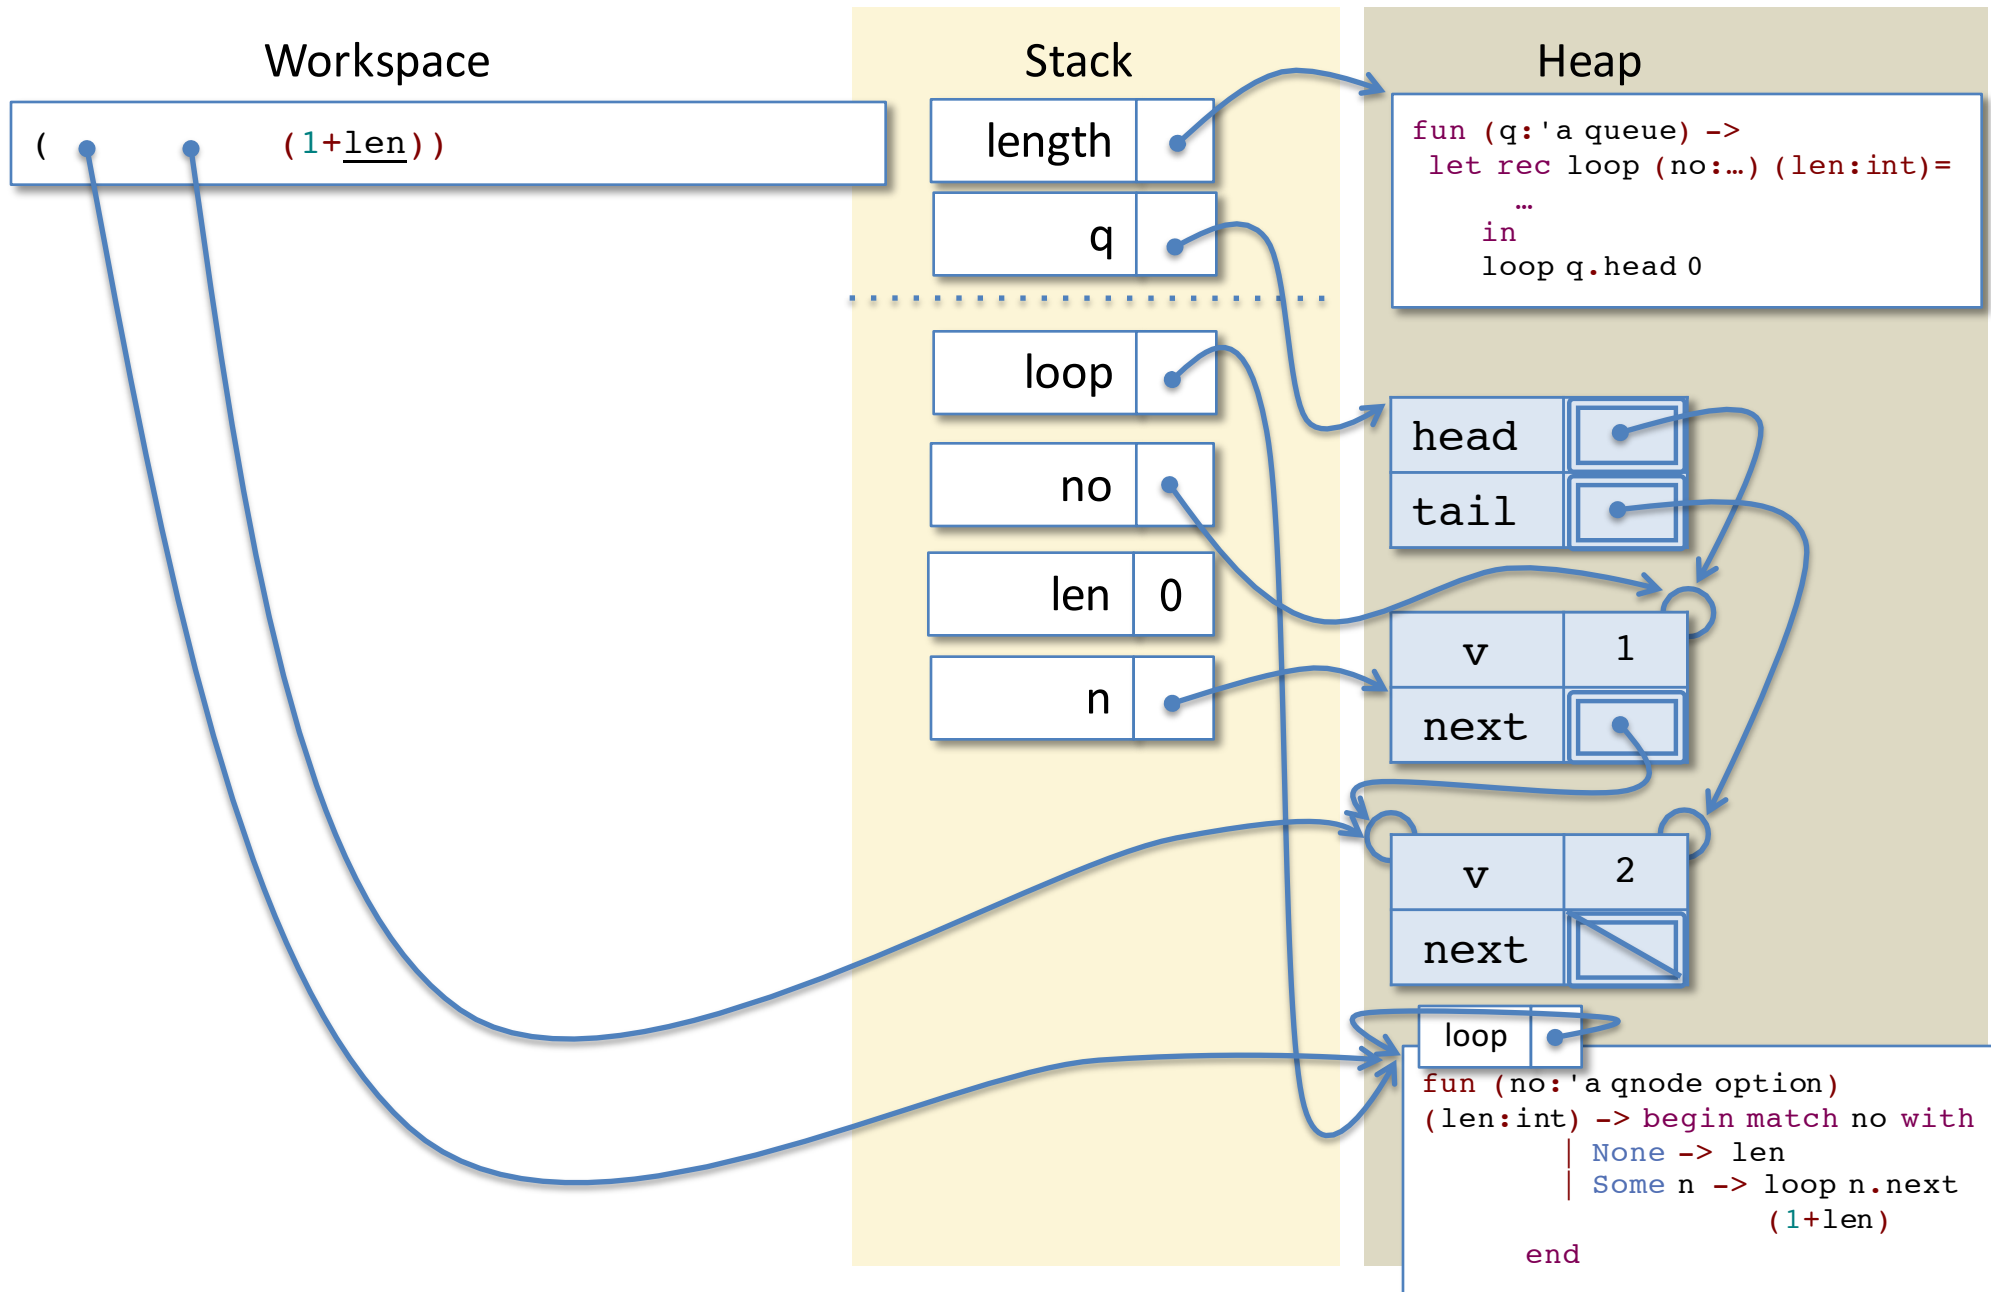 Workspace
( (1+len))
Stack
length
q
loop
no
len 0
n
Heap
fun (q:'a queue) ->
let rec loop (no:…) (len:int)=
…
in
loop q.head 0
head
tail
v 1
next
v 2
next
loop
fun (no:'a qnode option)
(len:int) -> begin match no with
| None -> len
| Some n -> loop n.next
(1+len)
end